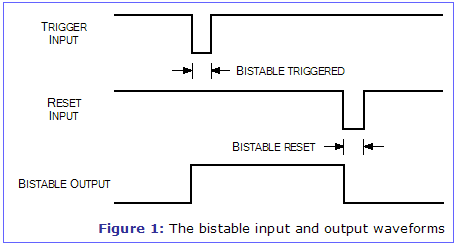 TRIGGER
INPUT
BISTABLE TRIGGERED
RESET
INPUT
BISTABLE RESET
BISTABLE OUTPUT
Figure 1: The bistable input and output waveforms